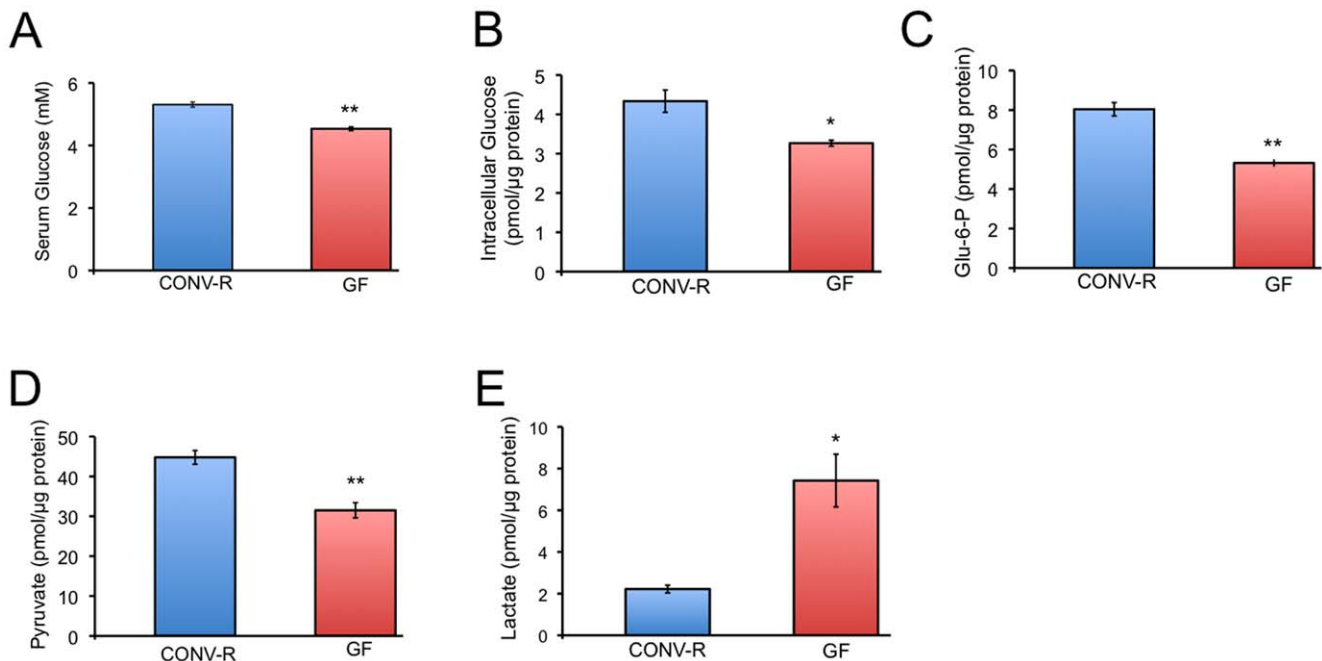 A
Serum Glucose (mM)
6
4
2
0
**
CONV-R
GF
B
Intracellular Glucose
(pmol/µg protein)
5
4
3
2
1
0
*
CONV-R
GF
C
Glu-6-P (pmol/µg protein)
10
8
6
4
2
0
**
CONV-R
GF
D
Pyruvate (pmol/µg protein)
50
40
30
20
10
0
**
CONV-R
GF
E
Lactate (pmol/µg protein)
10
8
6
4
2
0
*
CONV-R
GF